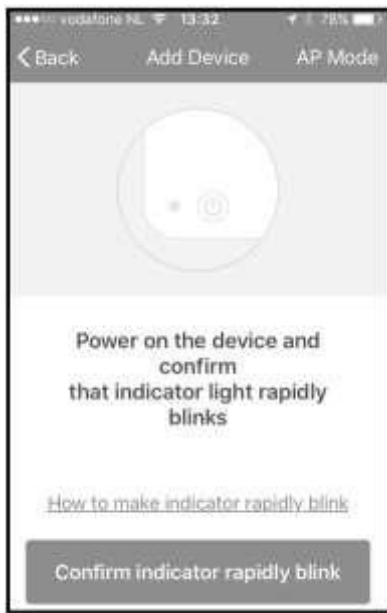 vodafone NL 13:32 78%
Back Add Device AP Mode
Power on the device and
confirm
that indicator light rapidly
blinks
How to make indicator rapidly blink
Confirm indicator rapidly blink